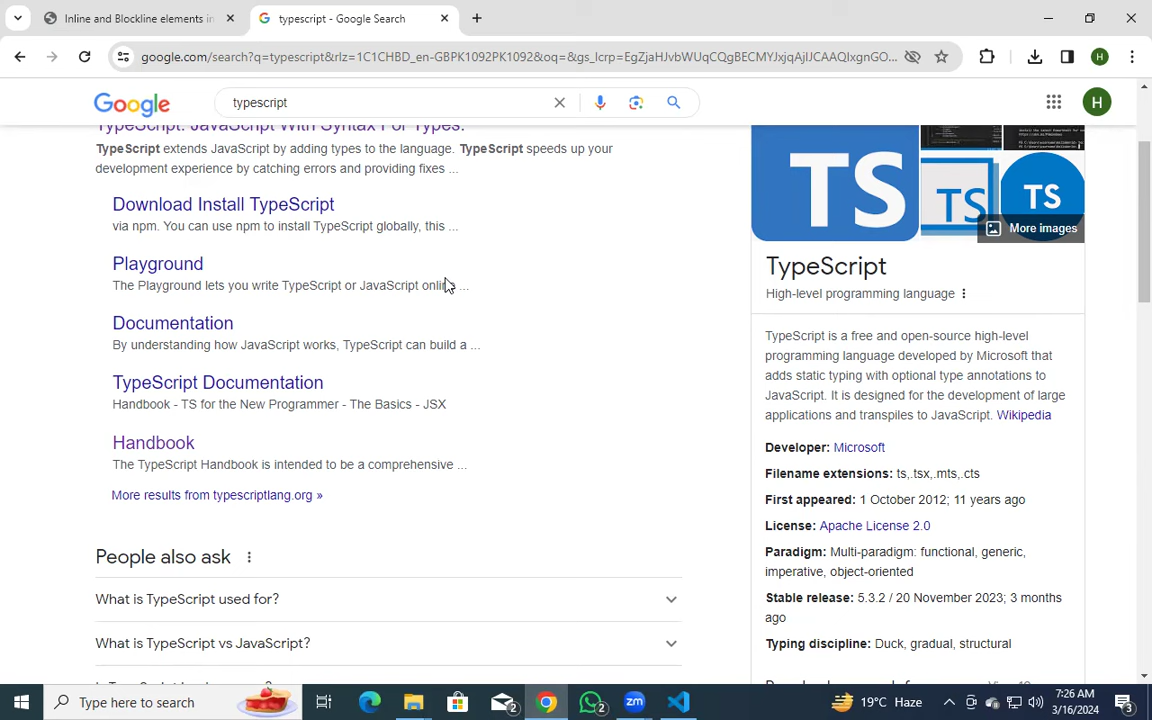 Inline and Blockline elements in
typescript - Google Search
google.com/search?q=typescript&rlz=1C1CHBD_en-GBPK1092PK1092&oq=&gs_lcrp=EgZjaHJvbWUqCQgBECMYJxjqAjICAAQIxgnGO...
H
Google
typescript
H
TypeScript: JavaScript With Syntax For Types.
TypeScript extends JavaScript by adding types to the language. TypeScript speeds up your
development experience by catching errors and providing fixes ...
Download Install TypeScript
via npm. You can use npm to install TypeScript globally, this ...
Playground
The Playground lets you write TypeScript or JavaScript online ...
Documentation
By understanding how JavaScript works, TypeScript can build a ...
TypeScript Documentation
Handbook - TS for the New Programmer - The Basics - JSX
Handbook
The TypeScript Handbook is intended to be a comprehensive ...
More results from typescriptlang.org »
People also ask
What is TypeScript used for?
What is TypeScript vs JavaScript?
TS
TS
TS
More images
TypeScript
High-level programming language
TypeScript is a free and open-source high-level
programming language developed by Microsoft that
adds static typing with optional type annotations to
JavaScript. It is designed for the development of large
applications and transpiles to JavaScript. Wikipedia
Developer: Microsoft
Filename extensions: ts,.tsx,.mts,.cts
First appeared: 1 October 2012; 11 years ago
License: Apache License 2.0
Paradigm: Multi-paradigm: functional, generic,
imperative, object-oriented
Stable release: 5.3.2 / 20 November 2023; 3 months
ago
Typing discipline: Duck, gradual, structural
Type here to search
2
2
zm
19°C Haze
7:26 AM
3/16/2024
3